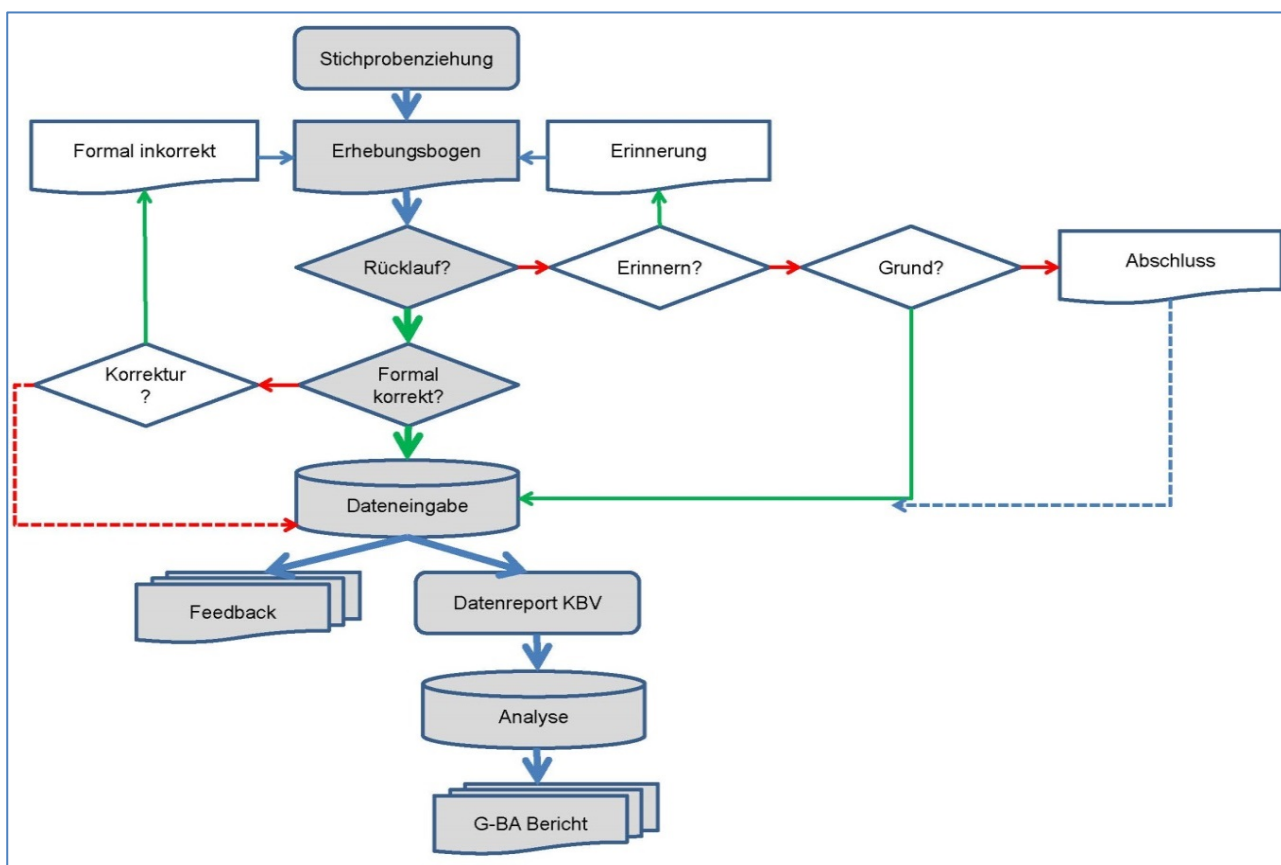 Stichprobenziehung
Formal inkorrekt
Erhebungsbogen
Erinnerung
Rücklauf?
Erinnern?
Grund?
Abschluss
Korrektur
?
Formal
korrekt?
Dateneingabe
Feedback
Datenreport KBV
Analyse
G-BA Bericht